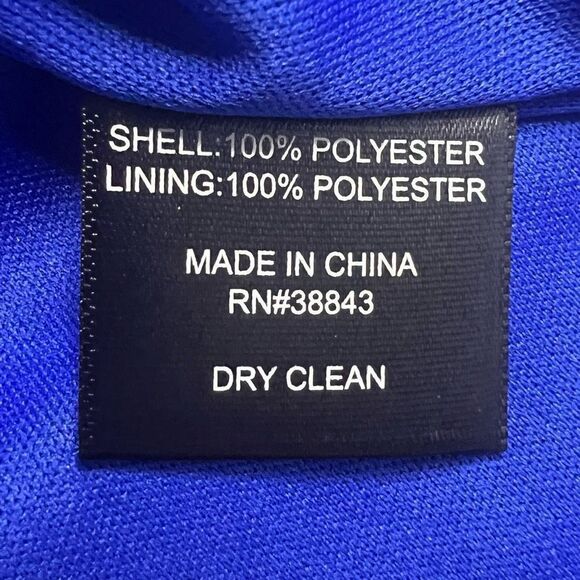 SHELL:100% POLYESTER
LINING:100% POLYESTER
MADE IN CHINA
RN#38843
DRY CLEAN